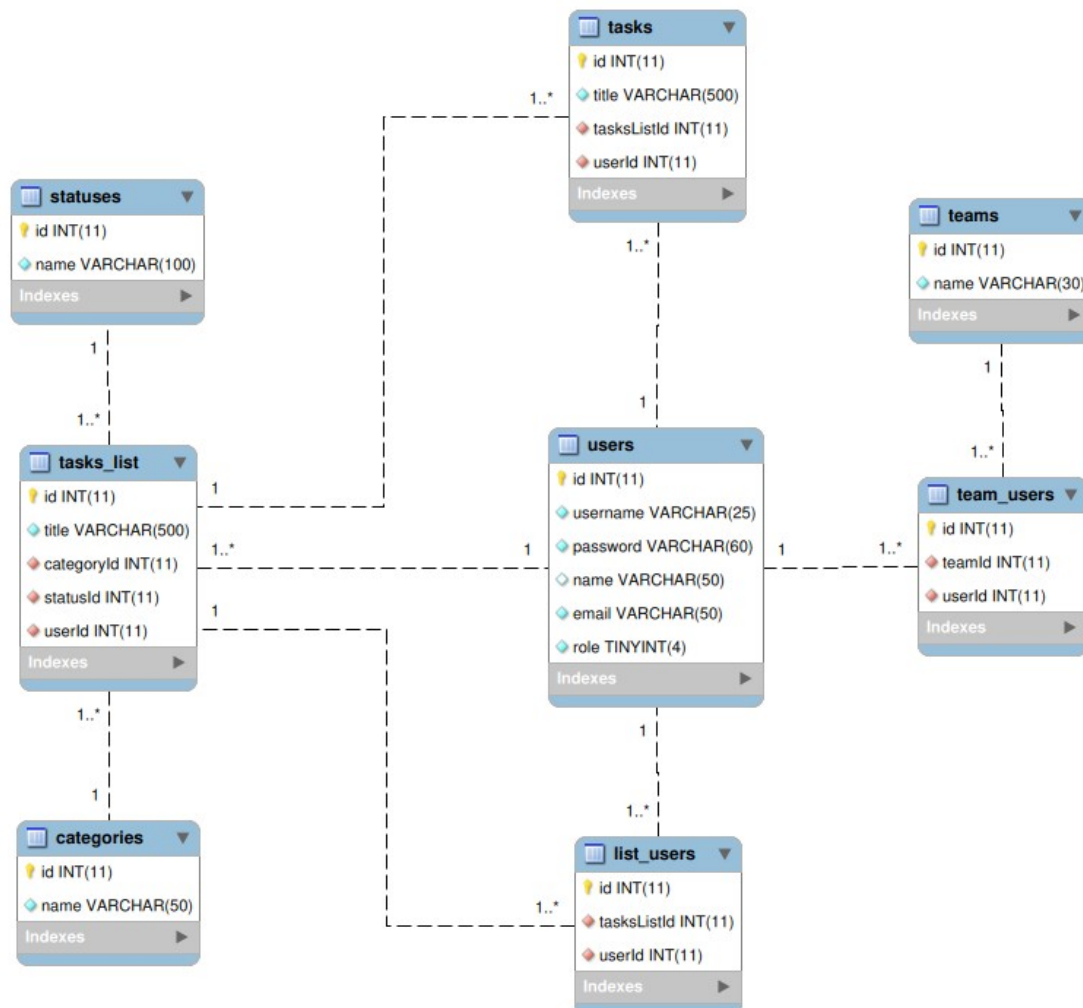 tasks
id INT(11)
title VARCHAR(500)
tasksListId INT(11)
userId INT(11)
Indexes
1..*
1..*
1
statuses
id INT(11)
name VARCHAR(100)
Indexes
1
1..*
teams
id INT(11)
name VARCHAR(30)
Indexes
1
1..*
tasks_list
id INT(11)
title VARCHAR(500)
categoryId INT(11)
statusId INT(11)
userId INT(11)
Indexes
1
1..*
1
1
1..*
1
users
id INT(11)
username VARCHAR(25)
password VARCHAR(60)
name VARCHAR(50)
email VARCHAR(50)
role TINYINT(4)
Indexes
1
1..*
1
1..*
team_users
id INT(11)
teamId INT(11)
userId INT(11)
Indexes
categories
id INT(11)
name VARCHAR(50)
Indexes
1..*
list_users
id INT(11)
tasksListId INT(11)
userId INT(11)
Indexes